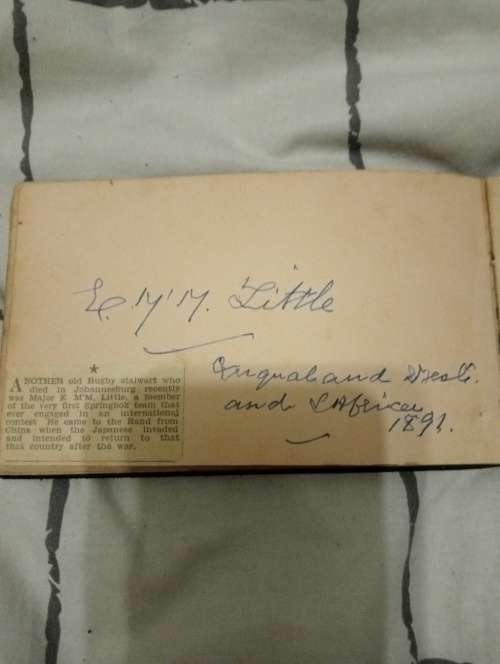 E. M'M. Little
Griqualand West.
and S Africa
1891.
★
ANOTHER old Rugby stalwart who
died in Johannesburg recently
was Major E M'M. Little, a member
of the very first Springbok team that
ever engaged in an international
contest He came to the Rand from
China when the Japanese invaded
and intended to return to that
that country after the war.